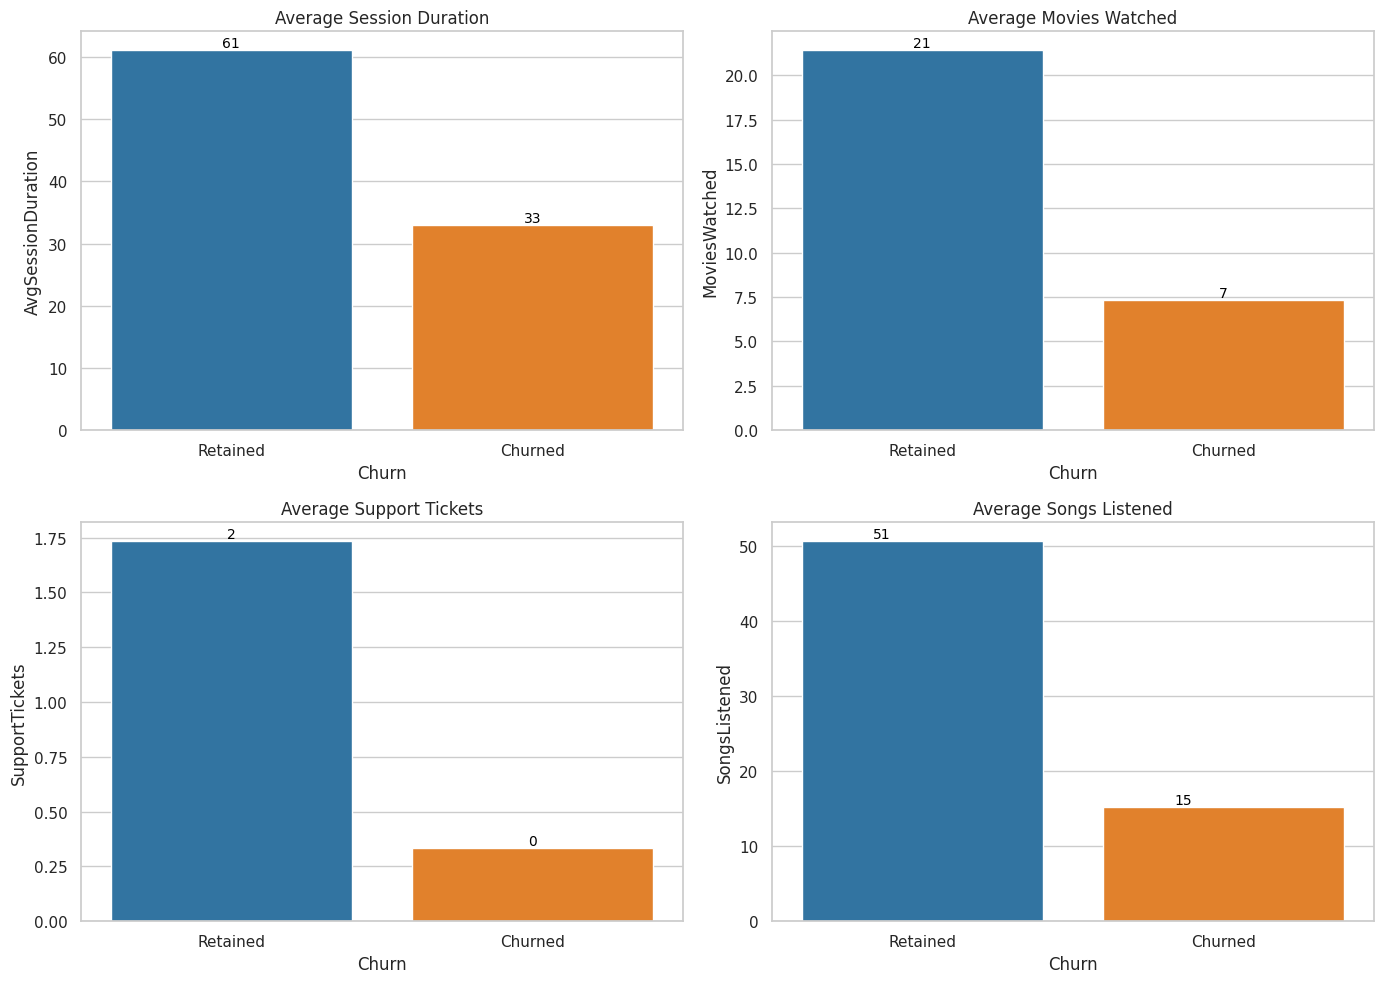 Average Session Duration
61
60
50
40
30
20
10
0
33
AvgSessionDuration
Retained
Churned
Churn
Average Movies Watched
21
20.0
17.5
15.0
12.5
10.0
7.5
5.0
2.5
0.0
7
MoviesWatched
Retained
Churned
Churn
Average Support Tickets
2
1.75
1.50
1.25
1.00
0.75
0.50
0.25
0.00
0
SupportTickets
Retained
Churned
Churn
Average Songs Listened
51
50
40
30
20
10
0
15
SongsListened
Retained
Churned
Churn